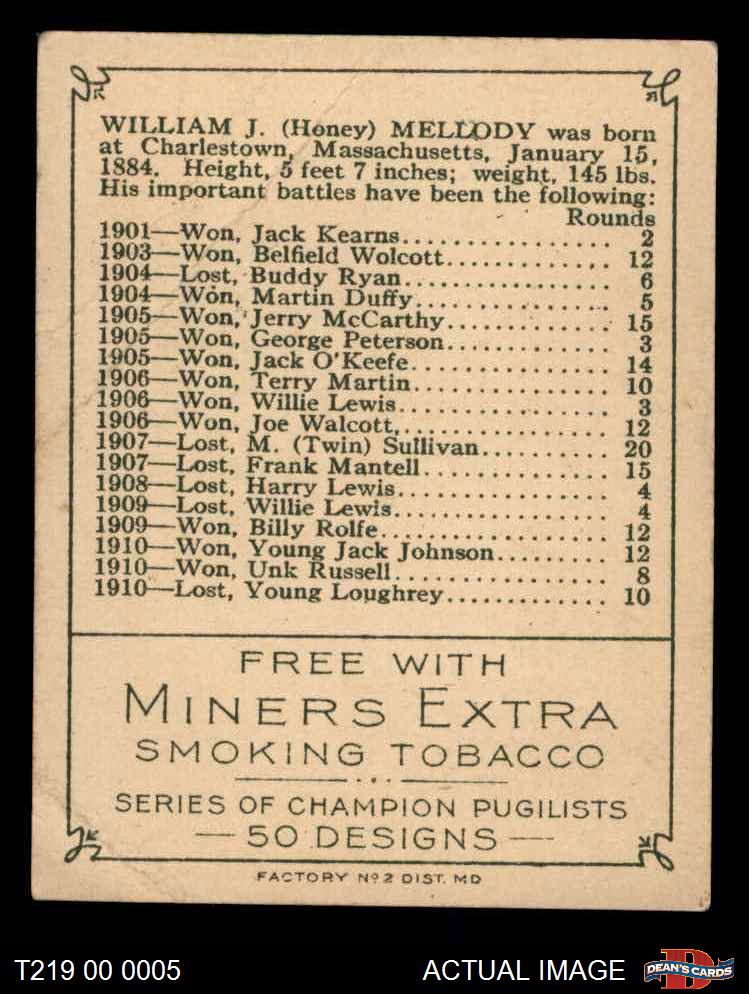 WILLIAM J. (Honey) MELLODY was born
at Charlestown, Massachusetts, January 15,
1884. Height, 5 feet 7 inches; weight, 145 lbs.
His important battles have been the following:
Rounds
1901—Won, Jack Kearns................ 2
1903—Won, Belfield Wolcott............ 12
1904—Lost, Buddy Ryan................ 6
1904—Won, Martin Duffy............... 5
1905—Won, Jerry McCarthy............ 15
1905—Won, George Peterson............ 3
1905—Won, Jack O'Keefe............... 14
1906—Won, Terry Martin............... 10
1906—Won, Willie Lewis................ 3
1906—Won, Joe Walcott,................ 12
1907—Lost, M. (Twin) Sullivan.......... 20
1907—Lost, Frank Mantell.............. 15
1908—Lost, Harry Lewis................ 4
1909—Lost, Willie Lewis................ 4
1909—Won, Billy Rolfe................. 12
1910—Won, Young Jack Johnson......... 12
1910—Won, Unk Russell................ 8
1910—Lost, Young Loughrey............ 10
FREE WITH
MINERS EXTRA
SMOKING TOBACCO
SERIES OF CHAMPION PUGILISTS
— 50 DESIGNS —
FACTORY Nº 2 DIST. MD
T219 00 0005 ACTUAL IMAGE D DEAN'S CARDS